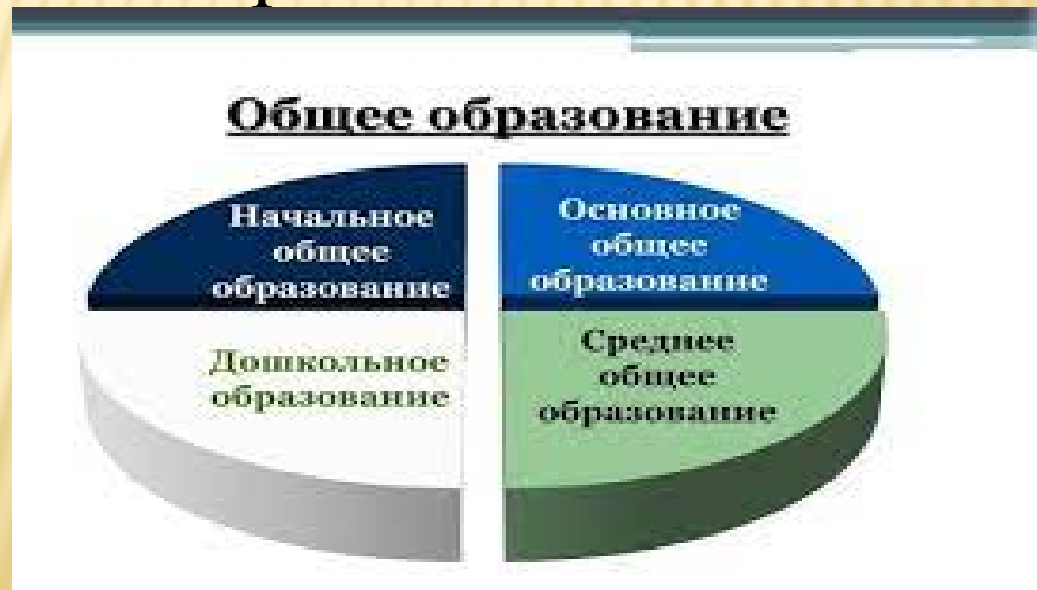 Общее образование
Начальное
общее
образование
Основное
общее
образование
Дошкольное
образование
Среднее
общее
образование